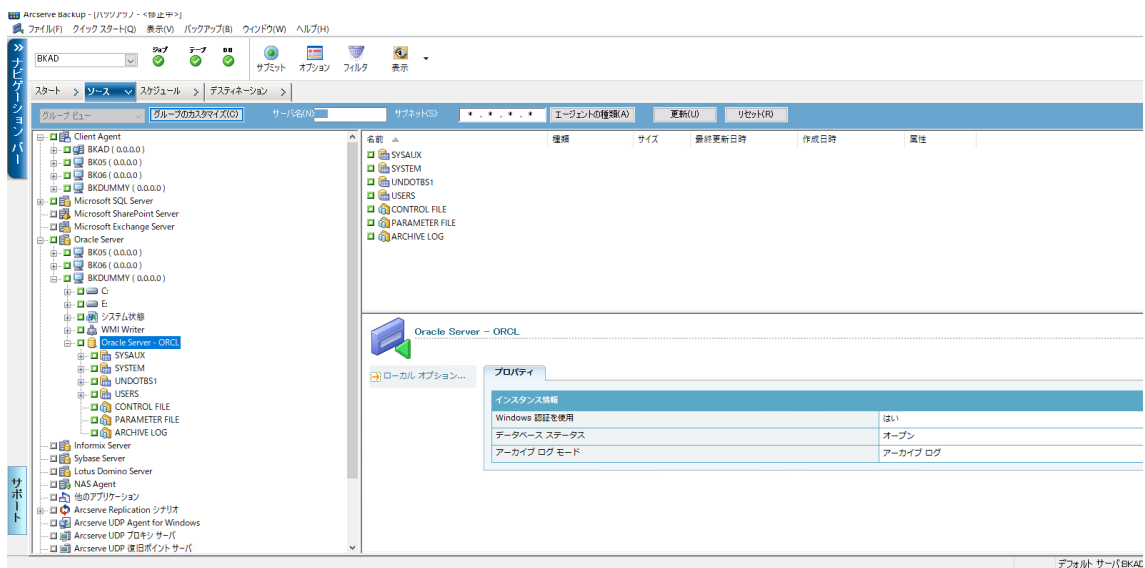 Arcserve Backup - [バックアップ - <修正中>]
ファイル(F) クイック スタート(Q) 表示(V) バックアップ(B) ウィンドウ(W) ヘルプ(H)
BKAD
ジョブ テープ DB
サブミット オプション フィルタ 表示
スタート > ソース スケジュール > デスティネーション >
グループ ビュー グループのカスタマイズ(C) サーバ名(N): サブネット(S): * . * . * . * エージェントの種類(A) 更新(U) リセット(R)
ナビゲーション バー
サポート
Client Agent
BKAD ( 0.0.0.0 )
BK05 ( 0.0.0.0 )
BK06 ( 0.0.0.0 )
BKDUMMY ( 0.0.0.0 )
Microsoft SQL Server
Microsoft SharePoint Server
Microsoft Exchange Server
Oracle Server
BK05 ( 0.0.0.0 )
BK06 ( 0.0.0.0 )
BKDUMMY ( 0.0.0.0 )
C:
E:
システム状態
WMI Writer
Oracle Server - ORCL
SYSAUX
SYSTEM
UNDOTBS1
USERS
CONTROL FILE
PARAMETER FILE
ARCHIVE LOG
Informix Server
Sybase Server
Lotus Domino Server
NAS Agent
他のアプリケーション
Arcserve Replication シナリオ
Arcserve UDP Agent for Windows
Arcserve UDP プロキシ サーバ
Arcserve UDP 復旧ポイント サーバ
名前 種類 サイズ 最終更新日時 作成日時 属性
SYSAUX
SYSTEM
UNDOTBS1
USERS
CONTROL FILE
PARAMETER FILE
ARCHIVE LOG
Oracle Server - ORCL
ローカル オプション...
プロパティ
インスタンス情報
Windows 認証を使用 はい
データベース ステータス オープン
アーカイブ ログ モード アーカイブ ログ
デフォルト サーバ:BKAD